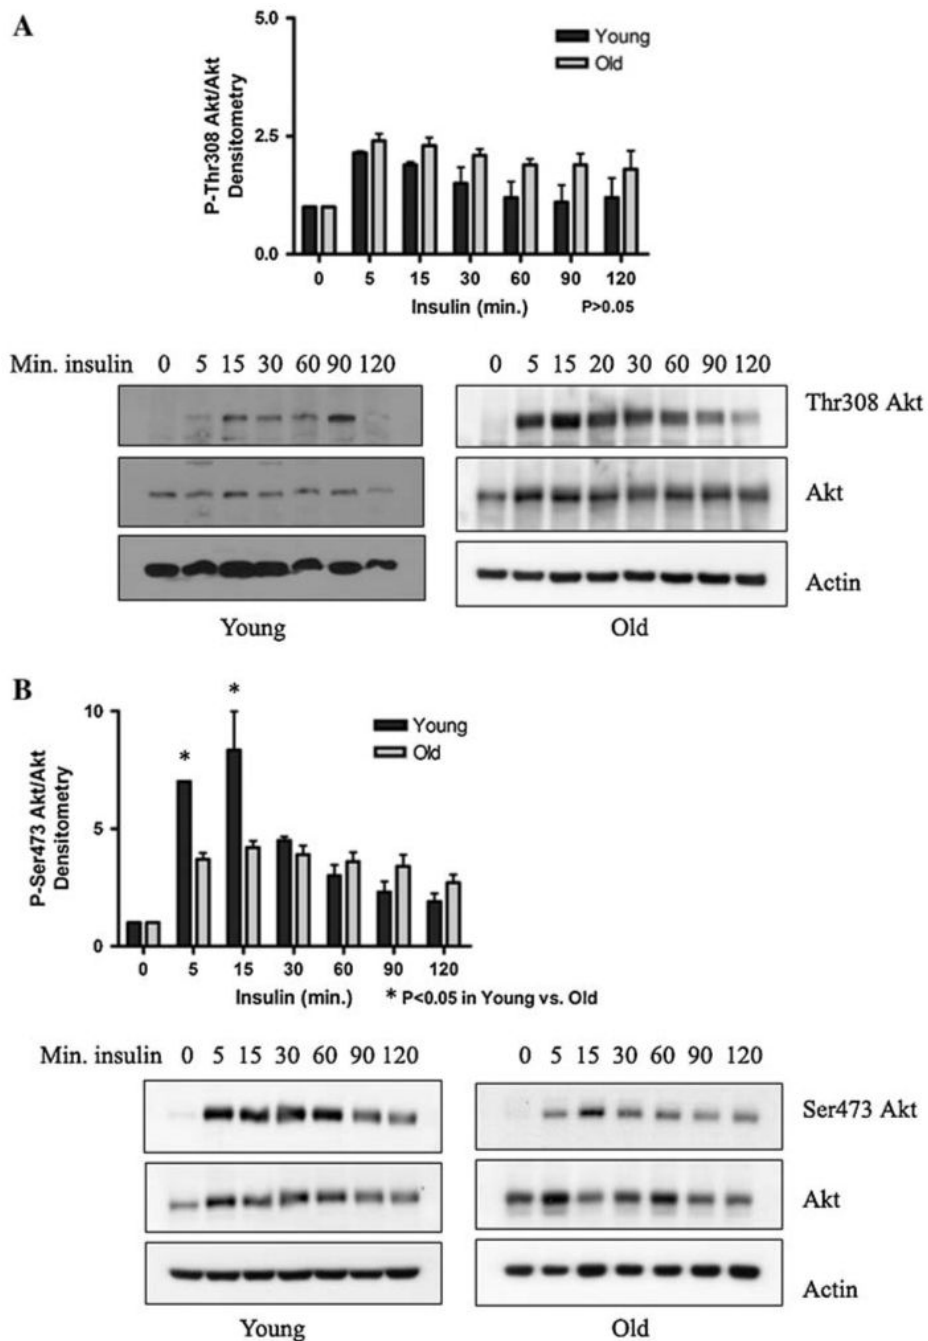 A
5.0
2.5
0.0
P-Thr308 Akt/Akt
Densitometry
Young
Old
0 5 15 30 60 90 120
Insulin (min.) P>0.05
Min. insulin 0 5 15 30 60 90 120
0 5 15 20 30 60 90 120
Thr308 Akt
Akt
Actin
Young Old
B
10
5
0
P-Ser473 Akt/Akt
Densitometry
* *
Young
Old
0 5 15 30 60 90 120
Insulin (min.) * P<0.05 in Young vs. Old
Min. insulin 0 5 15 30 60 90 120
0 5 15 30 60 90 120
Ser473 Akt
Akt
Actin
Young Old